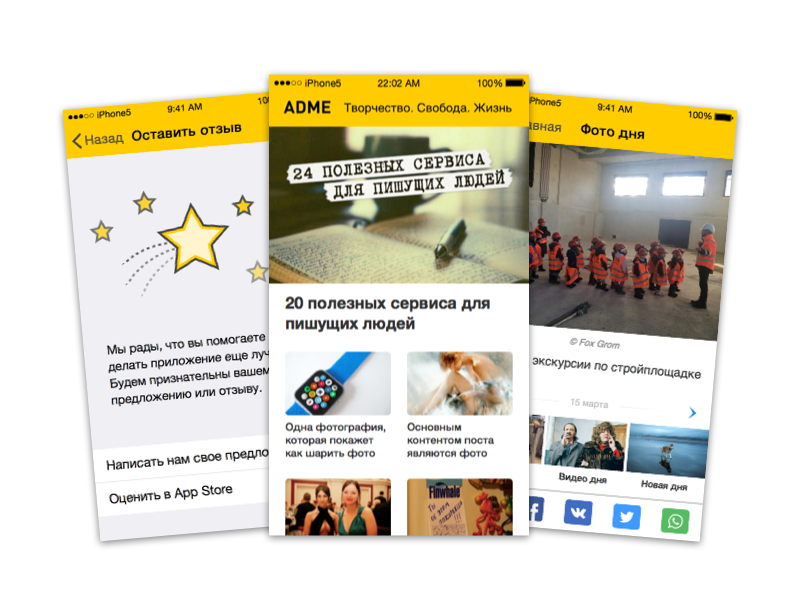 iPhone5
9:41 AM
10
Назад
Оставить отзыв
Мы рады, что вы помогаете
делать приложение еще луч
Будем признательны вашем
предложению или отзыву.
Написать нам свое предло
Оценить в App Store
iPhone5
22:02 AM
100%
ADME
Творчество. Свобода. Жизнь
24 ПОЛЕЗНЫХ СЕРВИСА
ДЛЯ ПИШУЩИХ ЛЮДЕЙ
20 полезных сервиса для
пишущих людей
Одна фотография,
которая покажет
как шарить фото
Основным
контентом поста
являются фото
Finwhale
Phone5
9:41 AM
100%
авная
Фото дня
© Fox Grom
экскурсии по стройплощадке
15 марта
Видео дня
Новая дня